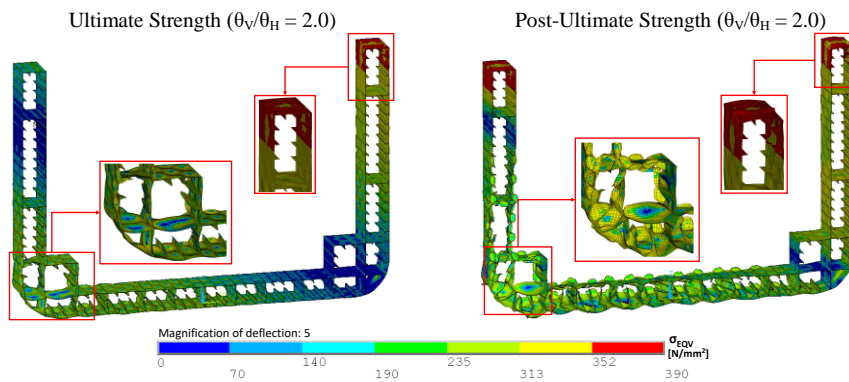 Ultimate Strength (θV/θH = 2.0)
Post-Ultimate Strength (θV/θH = 2.0)
Magnification of deflection: 5
σEQV
[N/mm²]
0 70 140 190 235 313 352 390